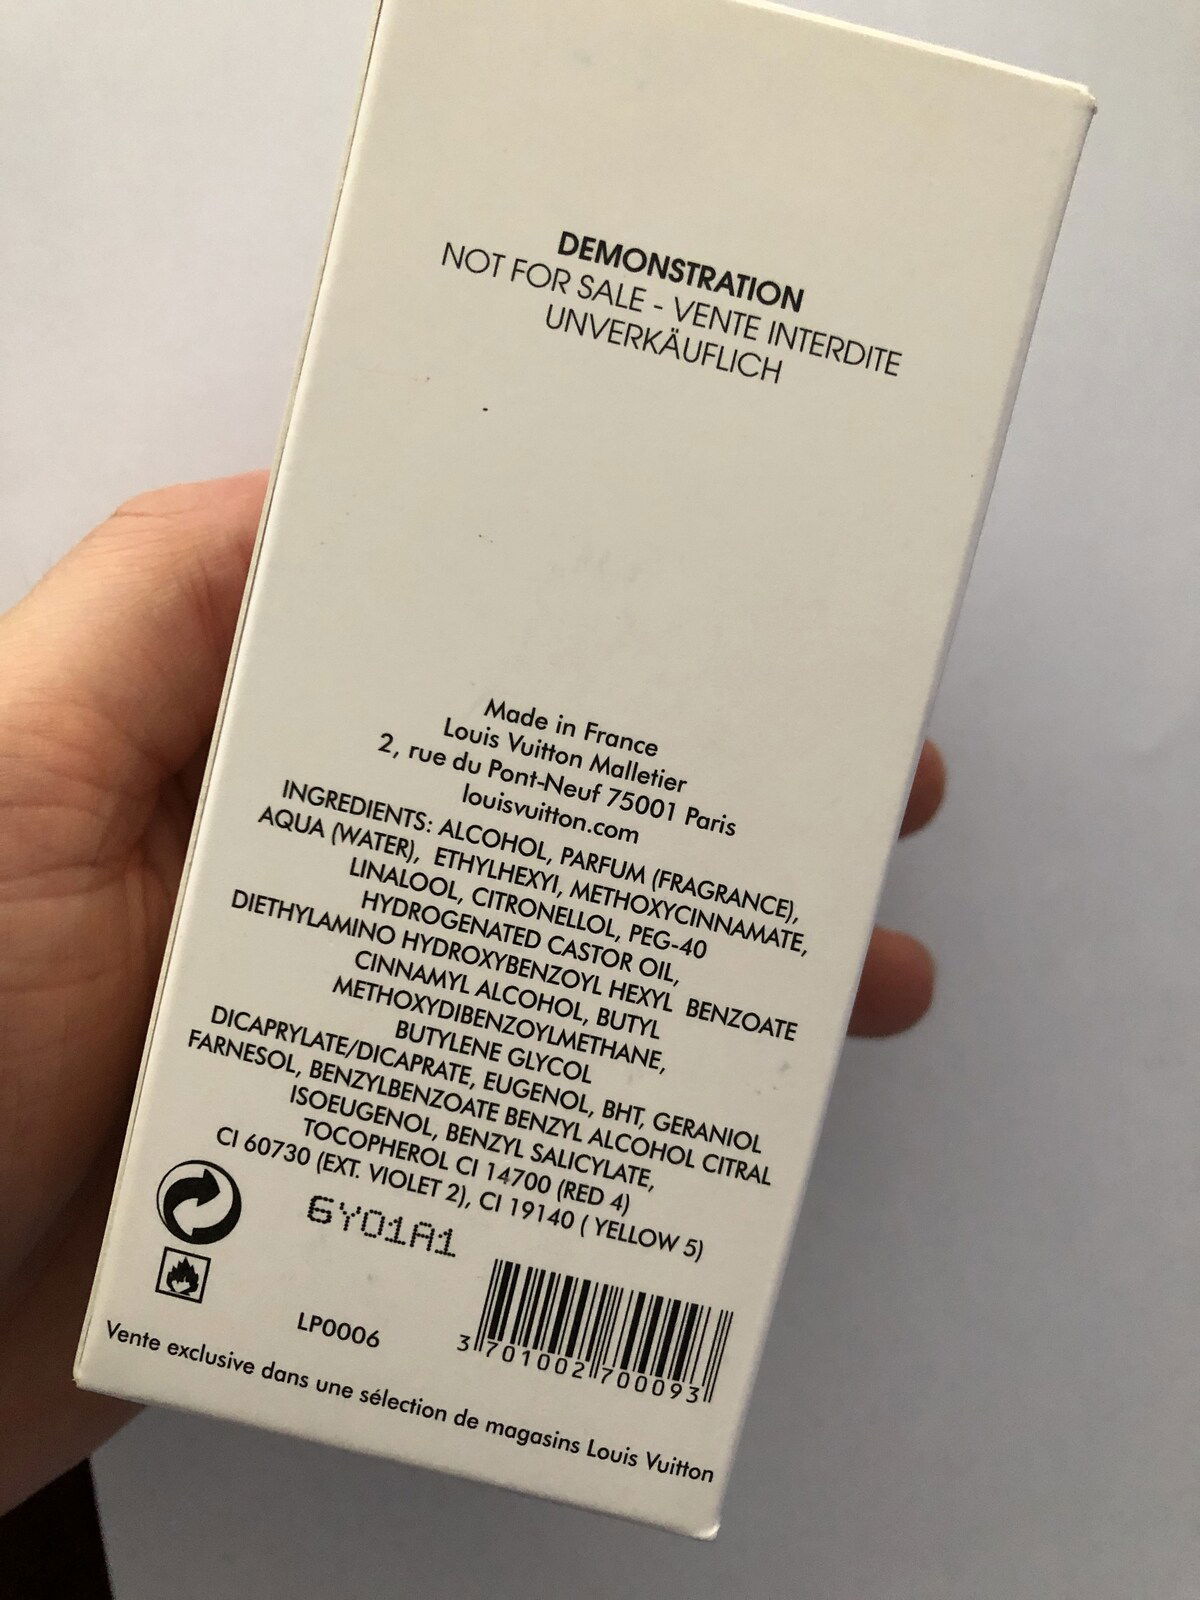 DEMONSTRATION
NOT FOR SALE - VENTE INTERDITE
UNVERKÄUFLICH
Made in France
Louis Vuitton Malletier
2, rue du Pont-Neuf 75001 Paris
louisvuitton.com
INGREDIENTS: ALCOHOL, PARFUM (FRAGRANCE),
AQUA (WATER), ETHYLHEXYI, METHOXYCINNAMATE,
LINALOOL, CITRONELLOL, PEG-40
HYDROGENATED CASTOR OIL,
DIETHYLAMINO HYDROXYBENZOYL HEXYL BENZOATE
CINNAMYL ALCOHOL, BUTYL
METHOXYDIBENZOYLMETHANE,
BUTYLENE GLYCOL
DICAPRYLATE/DICAPRATE, EUGENOL, BHT, GERANIOL
FARNESOL, BENZYLBENZOATE BENZYL ALCOHOL CITRAL
ISOEUGENOL, BENZYL SALICYLATE,
TOCOPHEROL CI 14700 (RED 4)
CI 60730 (EXT. VIOLET 2), CI 19140 ( YELLOW 5)
6Y01A1
LP0006
3 701002 700093
Vente exclusive dans une sélection de magasins Louis Vuitton